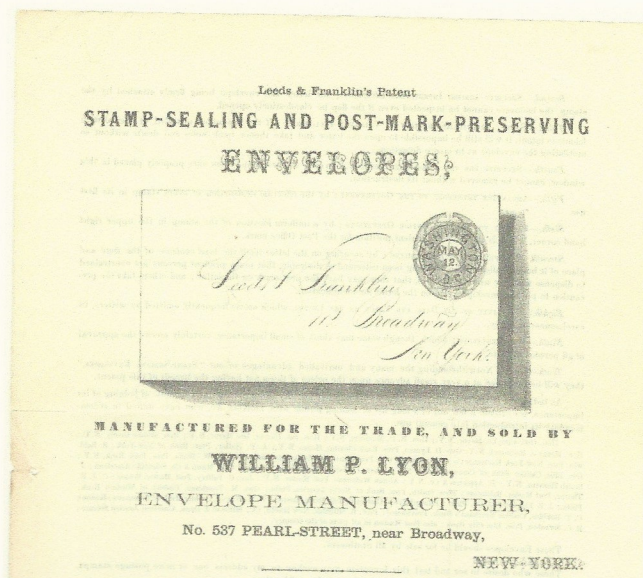 Leeds & Franklin's Patent
STAMP-SEALING AND POST-MARK-PRESERVING
ENVELOPES,
WASHINGTON
MAY
12.
D.C.
Leeds & Franklin
Broadway
New York.
MANUFACTURED FOR THE TRADE, AND SOLD BY
WILLIAM P. LYON,
ENVELOPE MANUFACTURER,
No. 537 PEARL-STREET, near Broadway,
NEW-YORK.